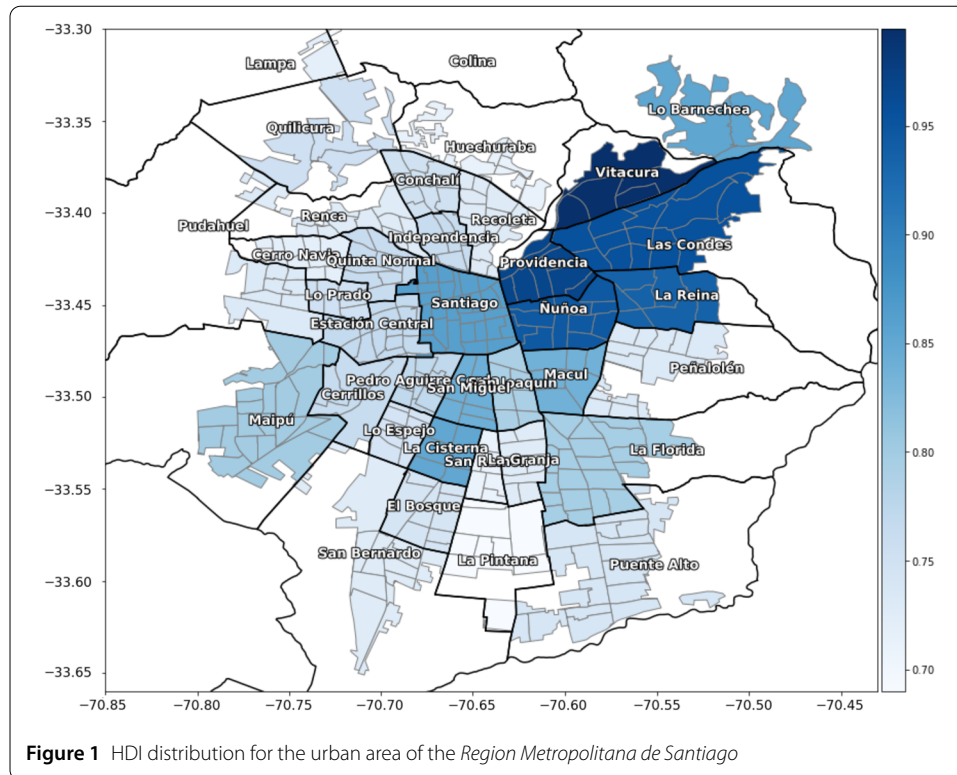 −33.30
−33.35
−33.40
−33.45
−33.50
−33.55
−33.60
−33.65
Colina
Lampa
Lo Barnechea
Quilicura
Huechuraba
Vitacura
Conchalí
Renca
Recoleta
Pudahuel
Independencia
Las Condes
Cerro Navia
Quinta Normal
Providencia
Lo Prado
Santiago
La Reina
Ñuñoa
Estación Central
Peñalolén
Pedro Aguirre
San Miguel
Macul
Cerrillos
Maipú
Lo Espejo
La Cisterna
La Florida
San
La Granja
El Bosque
San Bernardo
La Pintana
Puente Alto
−70.85 −70.80 −70.75 −70.70 −70.65 −70.60 −70.55 −70.50 −70.45
0.95
0.90
0.85
0.80
0.75
0.70
Figure 1 HDI distribution for the urban area of the Region Metropolitana de Santiago